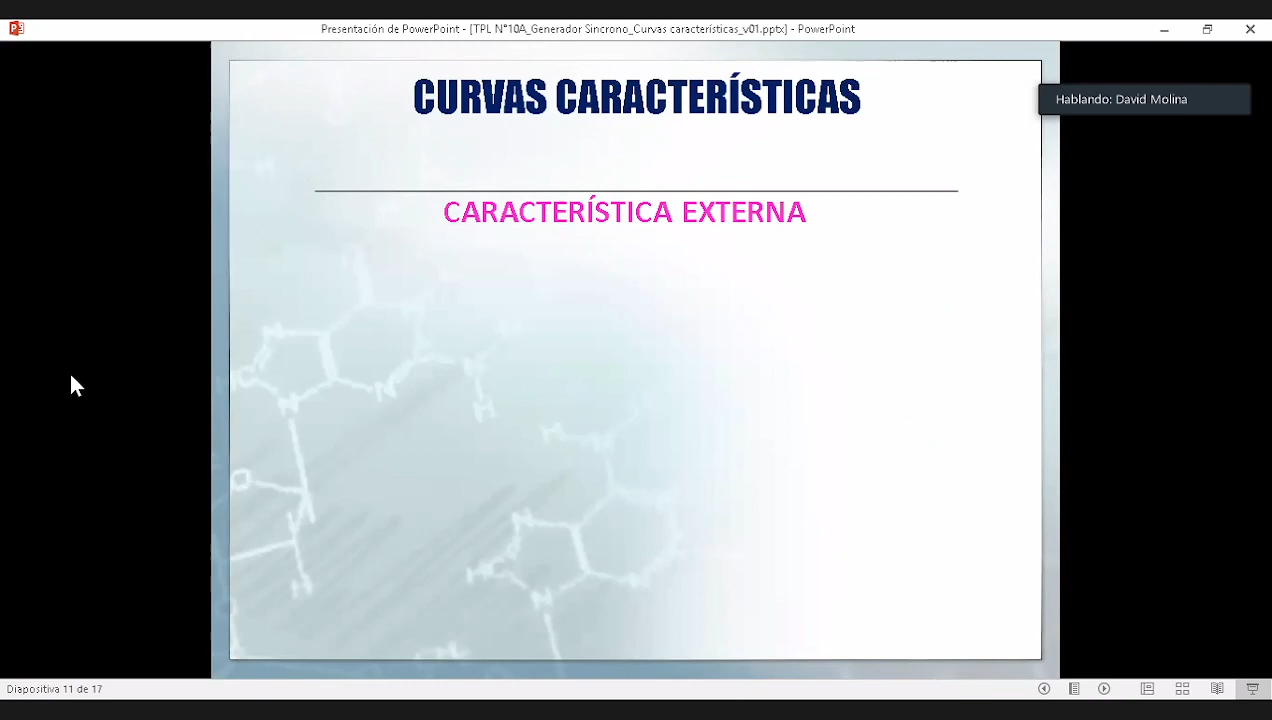 Presentación de PowerPoint - [TPL N°10A_Generador Sincrono_Curvas características_v01.pptx] - PowerPoint
CURVAS CARACTERÍSTICAS
Hablando: David Molina
CARACTERÍSTICA EXTERNA
Diapositiva 11 de 17